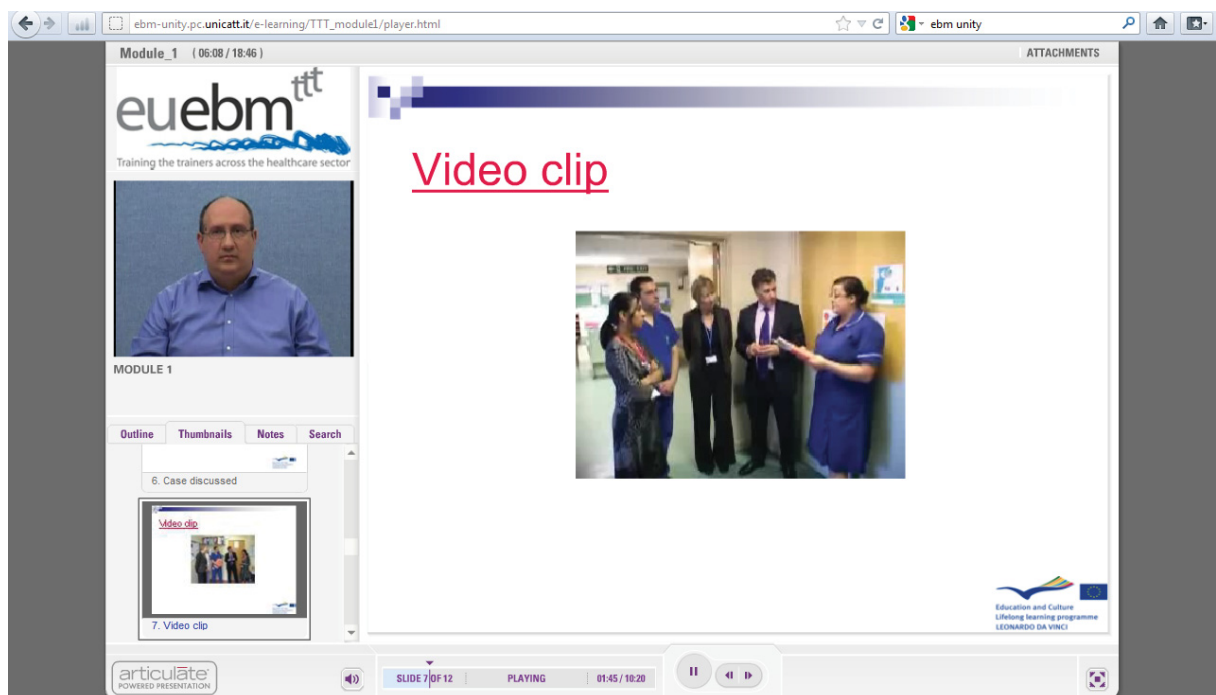 ebm-unity.pc.unicatt.it/e-learning/TTT_module1/player.html
ebm unity
Module_1 ( 06:08 / 18:46 )
ATTACHMENTS
euebm ttt
Training the trainers across the healthcare sector
Video clip
MODULE 1
Outline Thumbnails Notes Search
6. Case discussed
Video clip
7. Video clip
Education and Culture
Lifelong learning programme
LEONARDO DA VINCI
articulate
POWERED PRESENTATION
SLIDE 7 OF 12 PLAYING 01:45 / 10:20